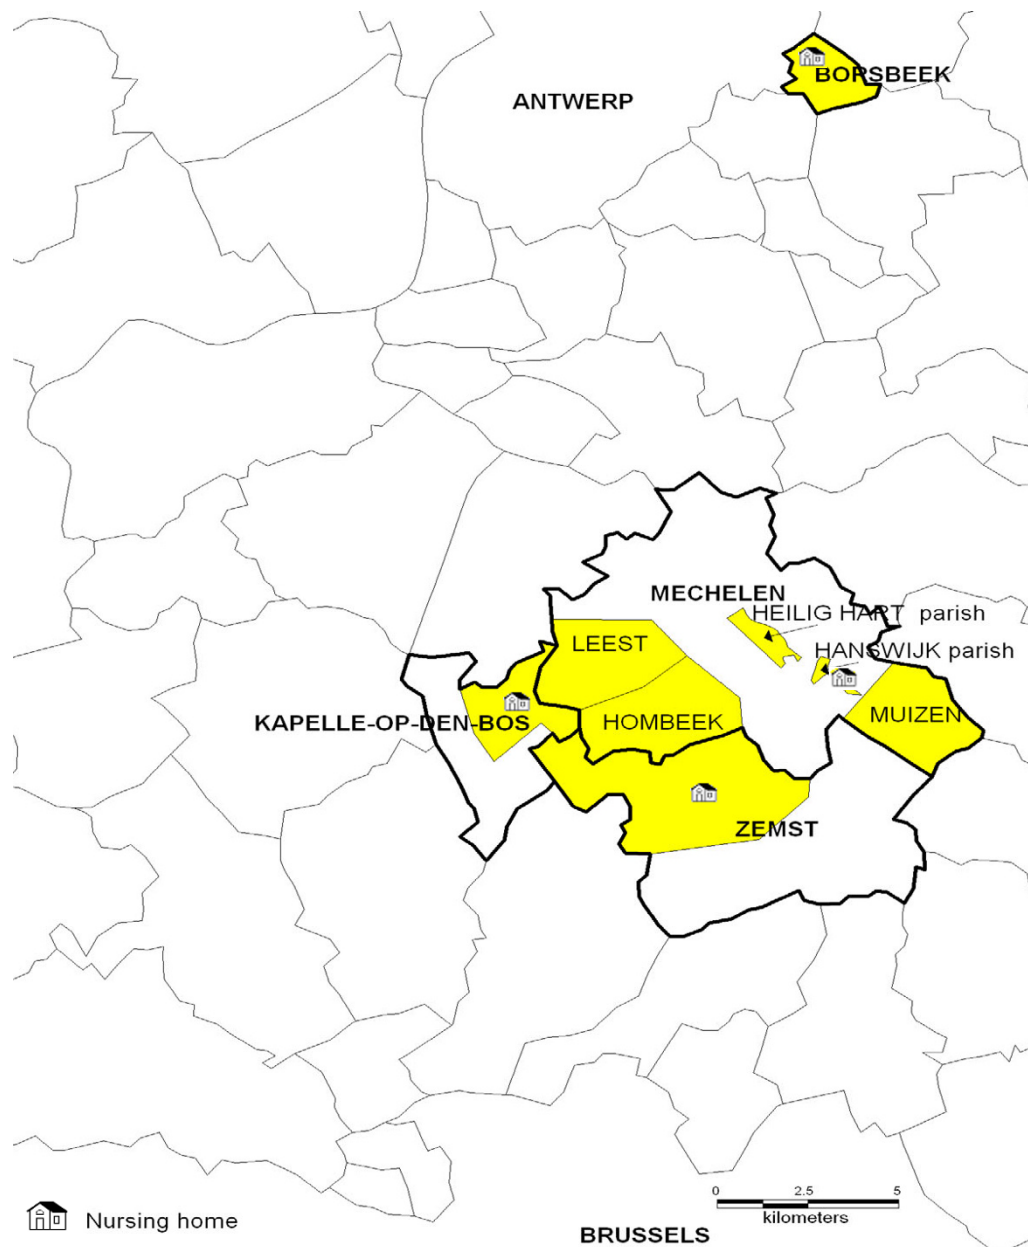 BORSBEEK
ANTWERP
MECHELEN
HEILIG HART parish
LEEST
HANSWIJK parish
KAPELLE-OP-DEN-BOS
HOMBEEK
MUIZEN
ZEMST
0 2.5 5
kilometers
Nursing home
BRUSSELS